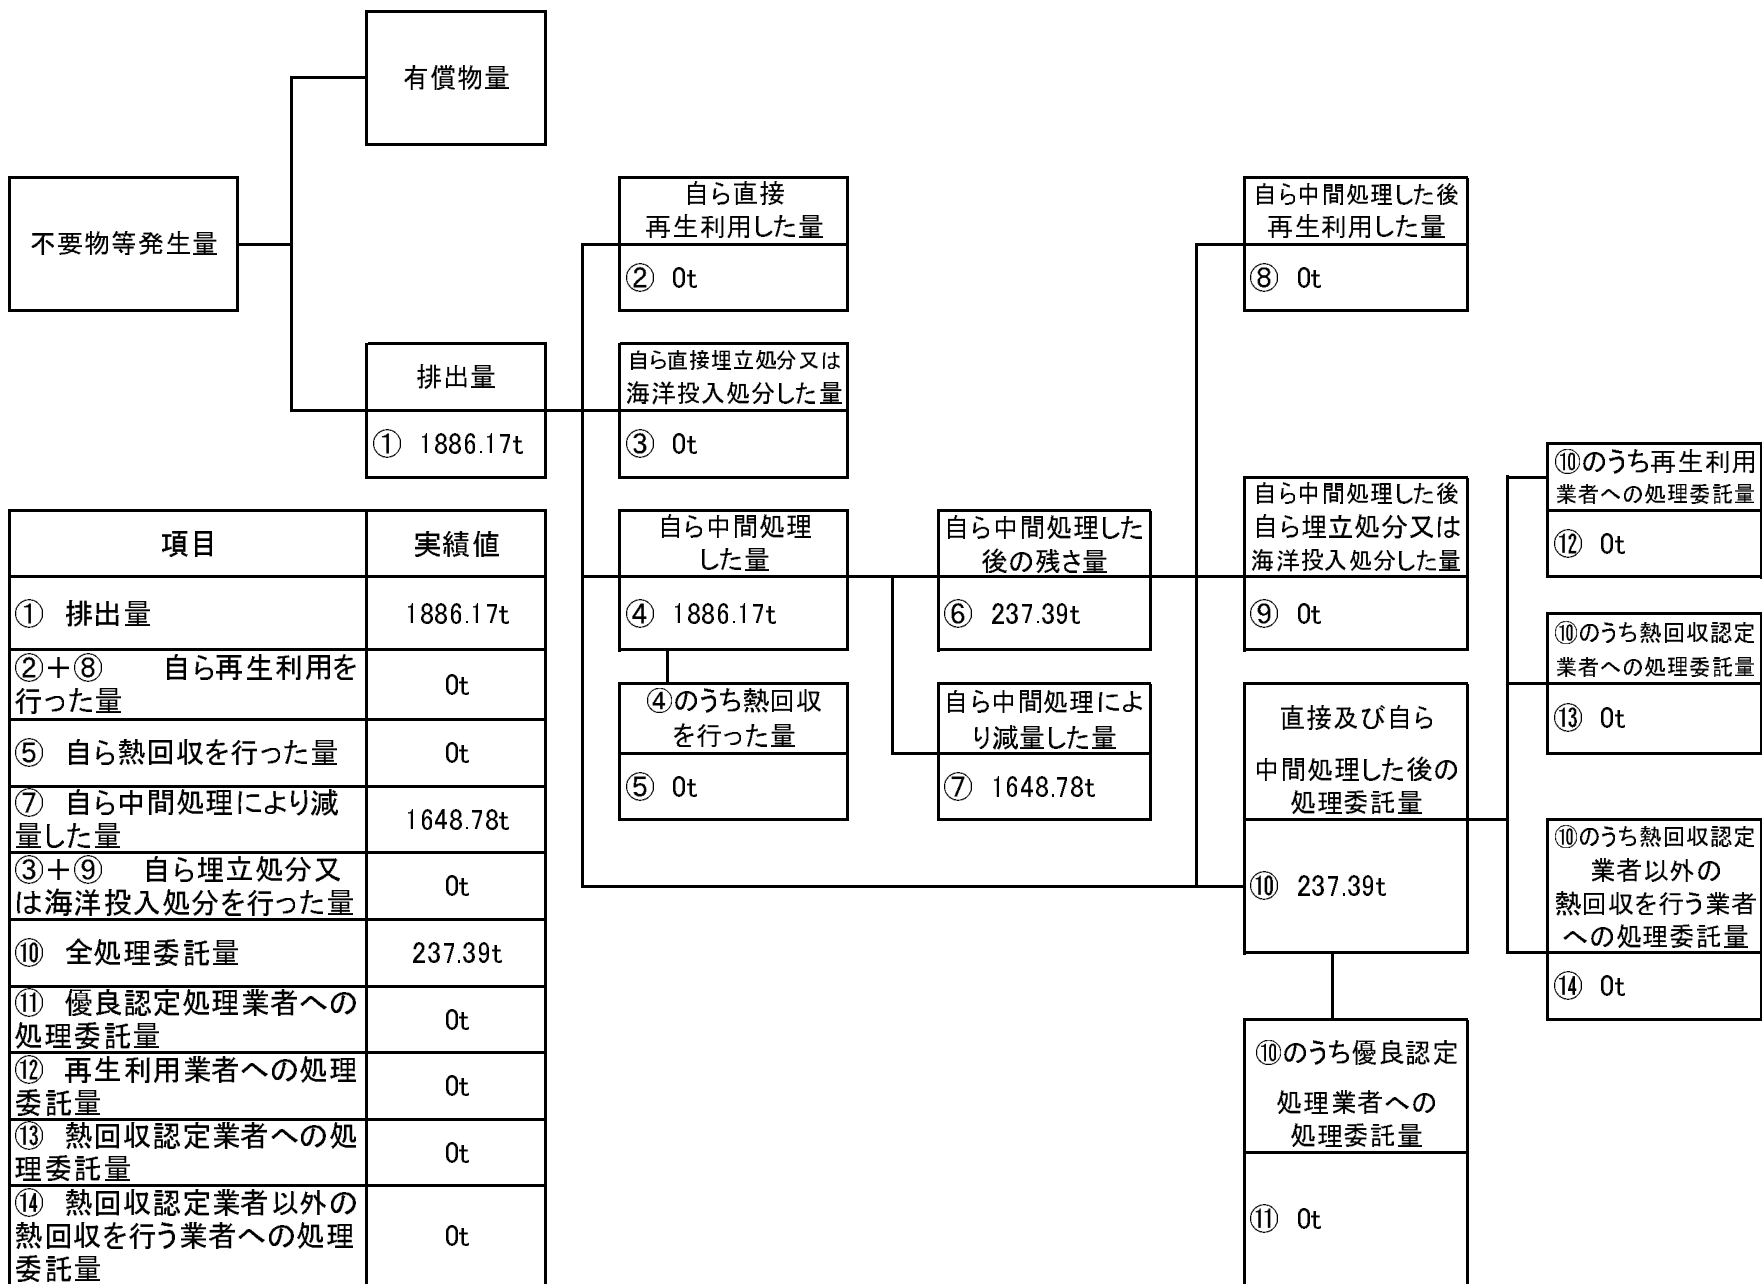 有償物量
不要物等発生量
自ら直接
再生利用した量
② 0t
自ら中間処理した後
再生利用した量
⑧ 0t
排出量
① 1886.17t
自ら直接埋立処分又は
海洋投入処分した量
③ 0t
自ら中間処理
した量
④ 1886.17t
自ら中間処理した
後の残さ量
⑥ 237.39t
自ら中間処理した後
自ら埋立処分又は
海洋投入処分した量
⑨ 0t
⑩のうち再生利用
業者への処理委託量
⑫ 0t
⑩のうち熱回収認定
業者への処理委託量
⑬ 0t
④のうち熱回収
を行った量
⑤ 0t
自ら中間処理によ
り減量した量
⑦ 1648.78t
直接及び自ら
中間処理した後の
処理委託量
⑩ 237.39t
⑩のうち熱回収認定
業者以外の
熱回収を行う業者
への処理委託量
⑭ 0t
⑩のうち優良認定
処理業者への
処理委託量
⑪ 0t
項目 実績値
① 排出量 1886.17t
②+⑧ 自ら再生利用を
行った量 0t
⑤ 自ら熱回収を行った量 0t
⑦ 自ら中間処理により減
量した量 1648.78t
③+⑨ 自ら埋立処分又
は海洋投入処分を行った量 0t
⑩ 全処理委託量 237.39t
⑪ 優良認定処理業者への
処理委託量 0t
⑫ 再生利用業者への処理
委託量 0t
⑬ 熱回収認定業者への処
理委託量 0t
⑭ 熱回収認定業者以外の
熱回収を行う業者への処理
委託量 0t